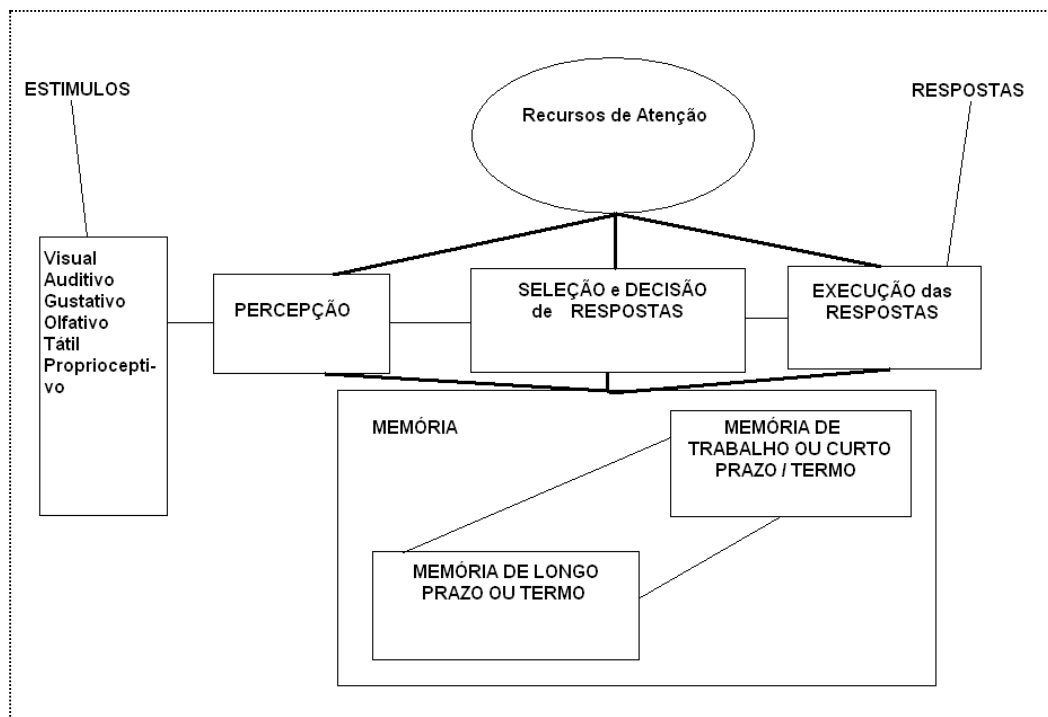 ESTIMULOS
Recursos de Atenção
RESPOSTAS
Visual
Auditivo
Gustativo
Olfativo
Tátil
Propriocepti-
vo
PERCEPÇÃO
SELEÇÃO e DECISÃO
de RESPOSTAS
EXECUÇÃO das
RESPOSTAS
MEMÓRIA
MEMÓRIA DE
TRABALHO OU CURTO
PRAZO / TERMO
MEMÓRIA DE LONGO
PRAZO OU TERMO